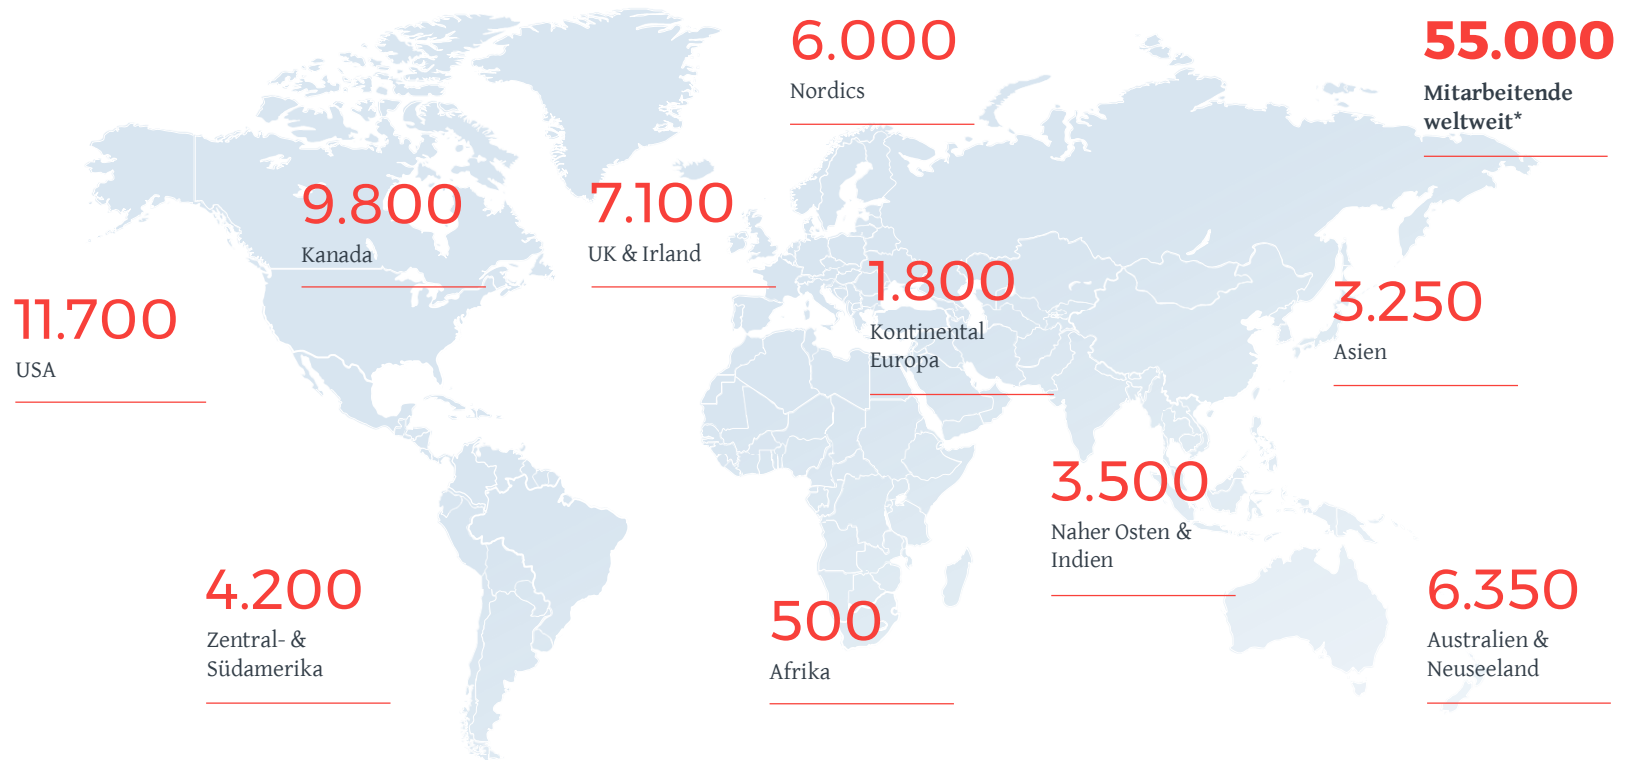 6.000
Nordics
55.000
Mitarbeitende
weltweit*
9.800
Kanada
7.100
UK & Irland
11.700
USA
1.800
Kontinental
Europa
3.250
Asien
3.500
Naher Osten &
Indien
4.200
Zentral- &
Südamerika
500
Afrika
6.350
Australien &
Neuseeland